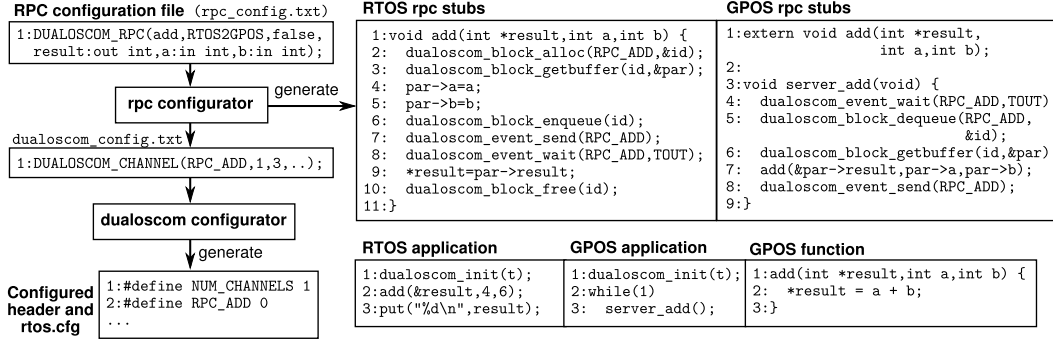 RPC configuration file (rpc_config.txt)
1:DUALOSCOM_RPC(add,RTOS2GPOS,false,
result:out int,a:in int,b:in int);
rpc configurator
generate
dualoscom_config.txt
1:DUALOSCOM_CHANNEL(RPC_ADD,1,3,..);
dualoscom configurator
generate
Configured
header and
rtos.cfg
1:#define NUM_CHANNELS 1
2:#define RPC_ADD 0
...
RTOS rpc stubs
1:void add(int *result,int a,int b) {
2: dualoscom_block_alloc(RPC_ADD,&id);
3: dualoscom_block_getbuffer(id,&par);
4: par->a=a;
5: par->b=b;
6: dualoscom_block_enqueue(id);
7: dualoscom_event_send(RPC_ADD);
8: dualoscom_event_wait(RPC_ADD,TOUT);
9: *result=par->result;
10: dualoscom_block_free(id);
11:}
GPOS rpc stubs
1:extern void add(int *result,
int a,int b);
2:
3:void server_add(void) {
4: dualoscom_event_wait(RPC_ADD,TOUT)
5: dualoscom_block_dequeue(RPC_ADD,
&id);
6: dualoscom_block_getbuffer(id,&par)
7: add(&par->result,par->a,par->b);
8: dualoscom_event_send(RPC_ADD);
9:}
RTOS application
1:dualoscom_init(t);
2:add(&result,4,6);
3:put("%d\n",result);
GPOS application
1:dualoscom_init(t);
2:while(1)
3: server_add();
GPOS function
1:add(int *result,int a,int b) {
2: *result = a + b;
3:}